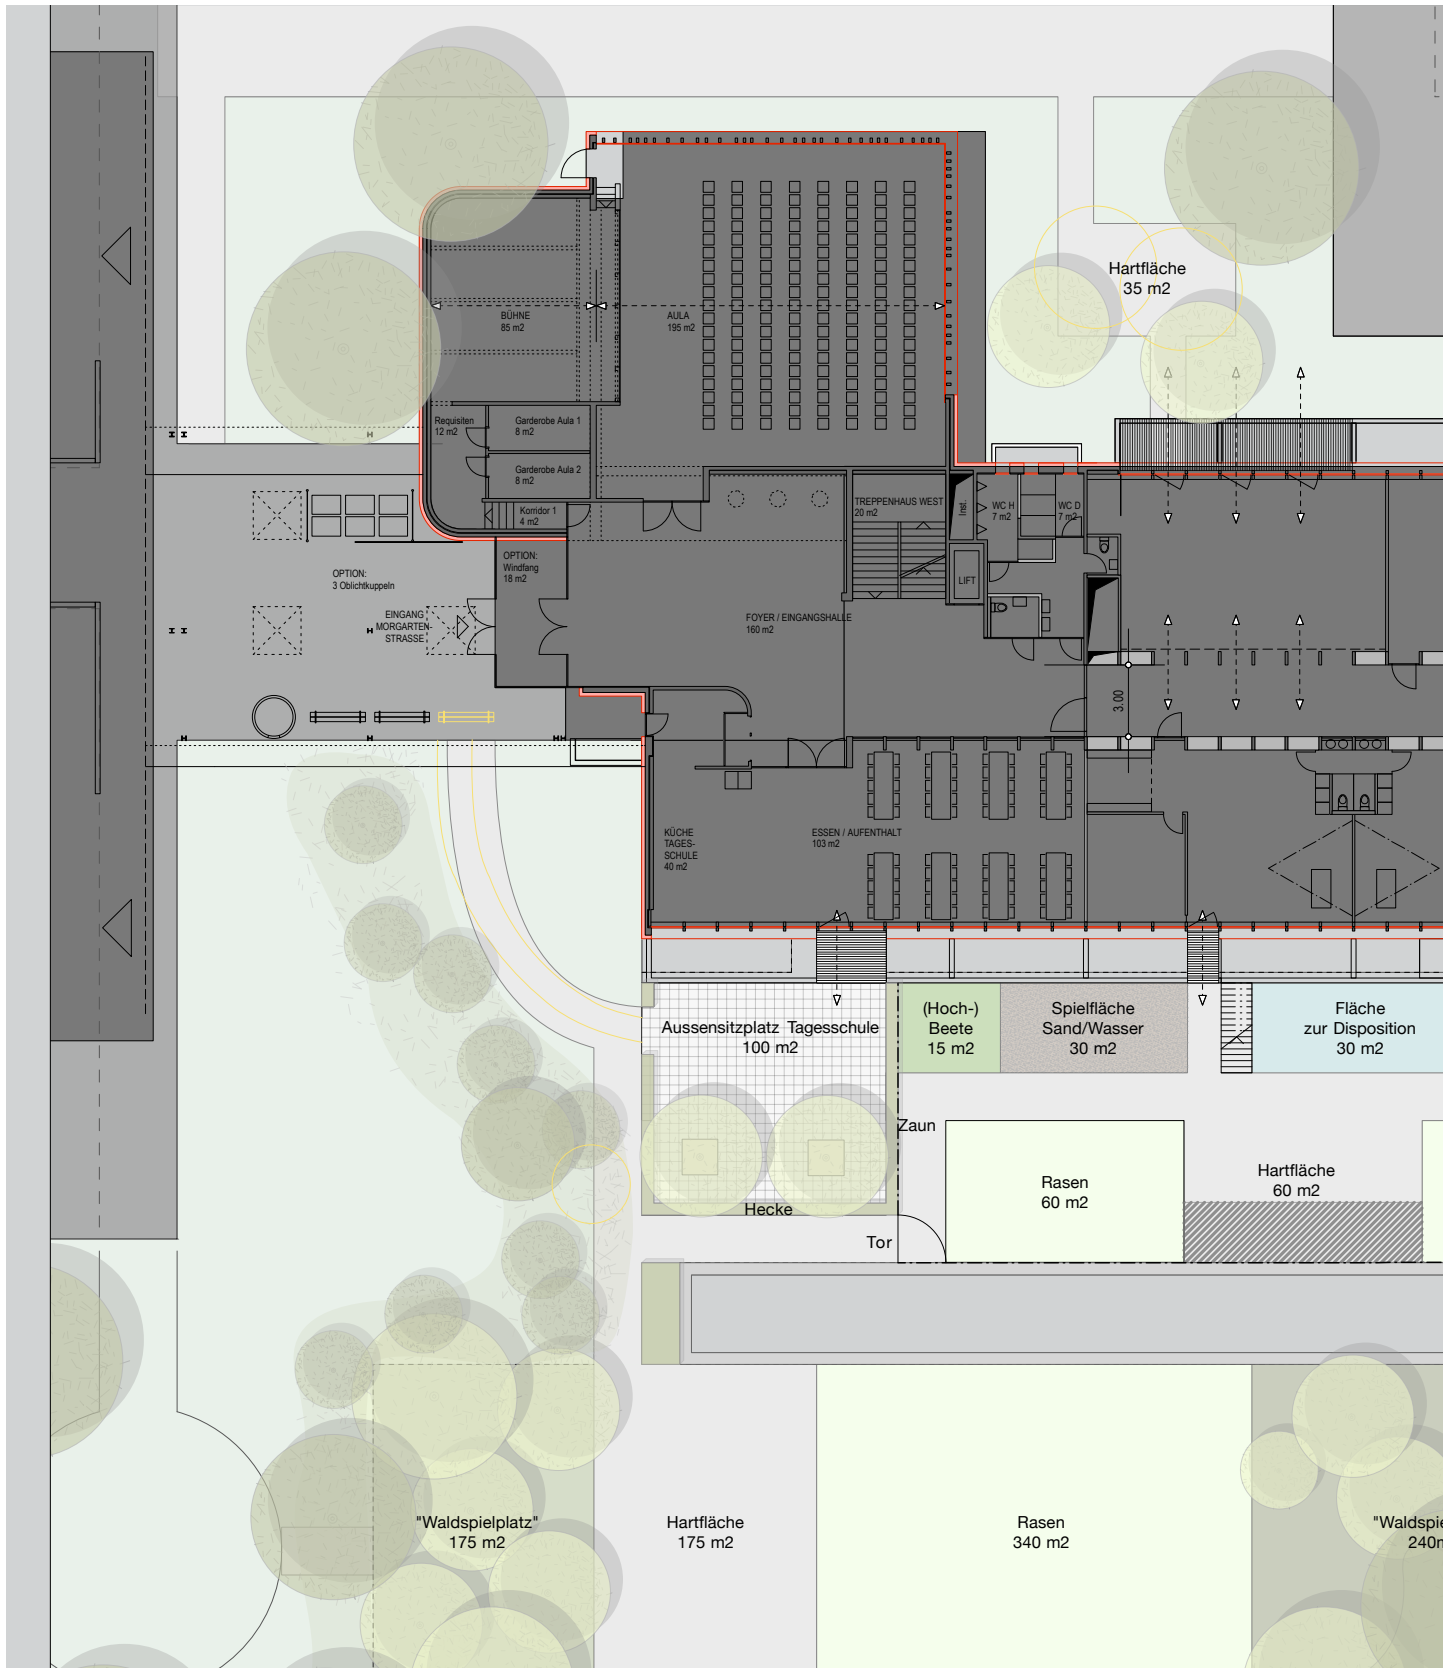 Hartfläche
35 m2
BÜHNE
85 m2
AULA
195 m2
Requisiten
12 m2
Garderobe Aula 1
8 m2
Garderobe Aula 2
8 m2
Korridor 1
4 m2
TREPPENHAUS WEST
20 m2
Inst.
WC H
7 m2
WC D
7 m2
LIFT
OPTION:
Windfang
18 m2
OPTION:
3 Oblichtkuppeln
EINGANG
MORGARTEN-
STRASSE
FOYER / EINGANGSHALLE
160 m2
3.00
KÜCHE
TAGES-
SCHULE
40 m2
ESSEN / AUFENTHALT
103 m2
Aussensitzplatz Tagesschule
100 m2
(Hoch-)
Beete
15 m2
Spielfläche
Sand/Wasser
30 m2
Fläche
zur Disposition
30 m2
Zaun
Rasen
60 m2
Hartfläche
60 m2
Hecke
Tor
"Waldspielplatz"
175 m2
Hartfläche
175 m2
Rasen
340 m2
"Waldspie
240m